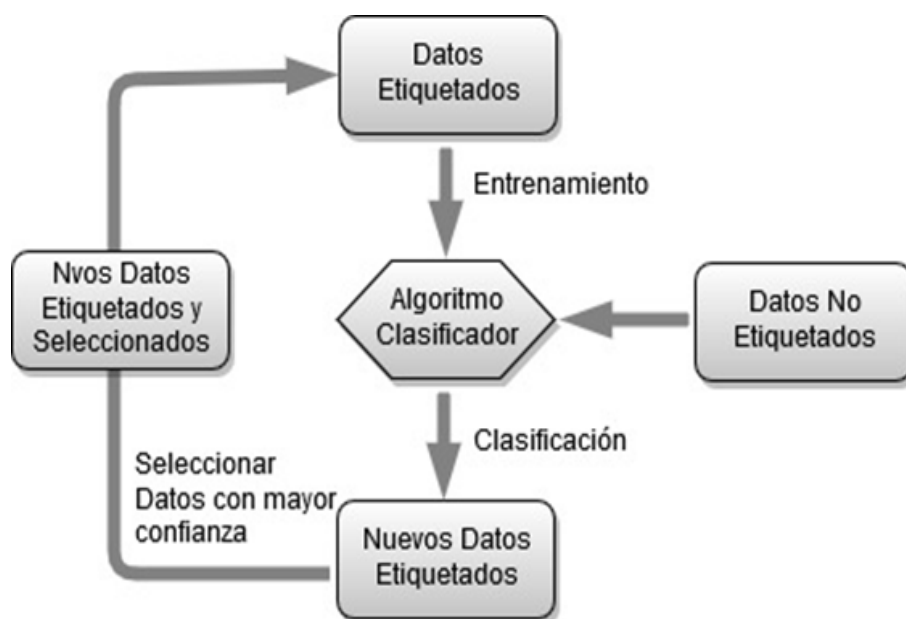 Datos
Etiquetados
Entrenamiento
Nvos Datos
Etiquetados y
Seleccionados
Algoritmo
Clasificador
Datos No
Etiquetados
Clasificación
Seleccionar
Datos con mayor
confianza
Nuevos Datos
Etiquetados